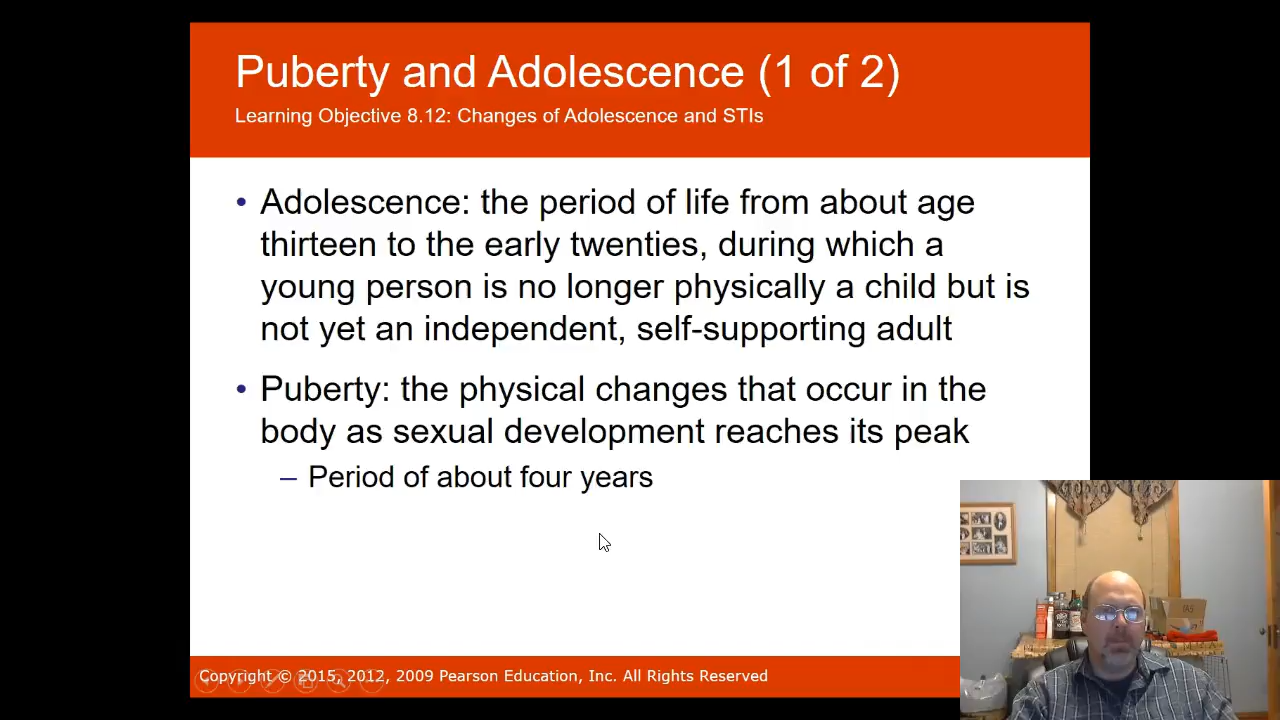 Puberty and Adolescence (1 of 2)
Learning Objective 8.12: Changes of Adolescence and STIs
• Adolescence: the period of life from about age
thirteen to the early twenties, during which a
young person is no longer physically a child but is
not yet an independent, self-supporting adult
• Puberty: the physical changes that occur in the
body as sexual development reaches its peak
– Period of about four years
Copyright © 2015, 2012, 2009 Pearson Education, Inc. All Rights Reserved